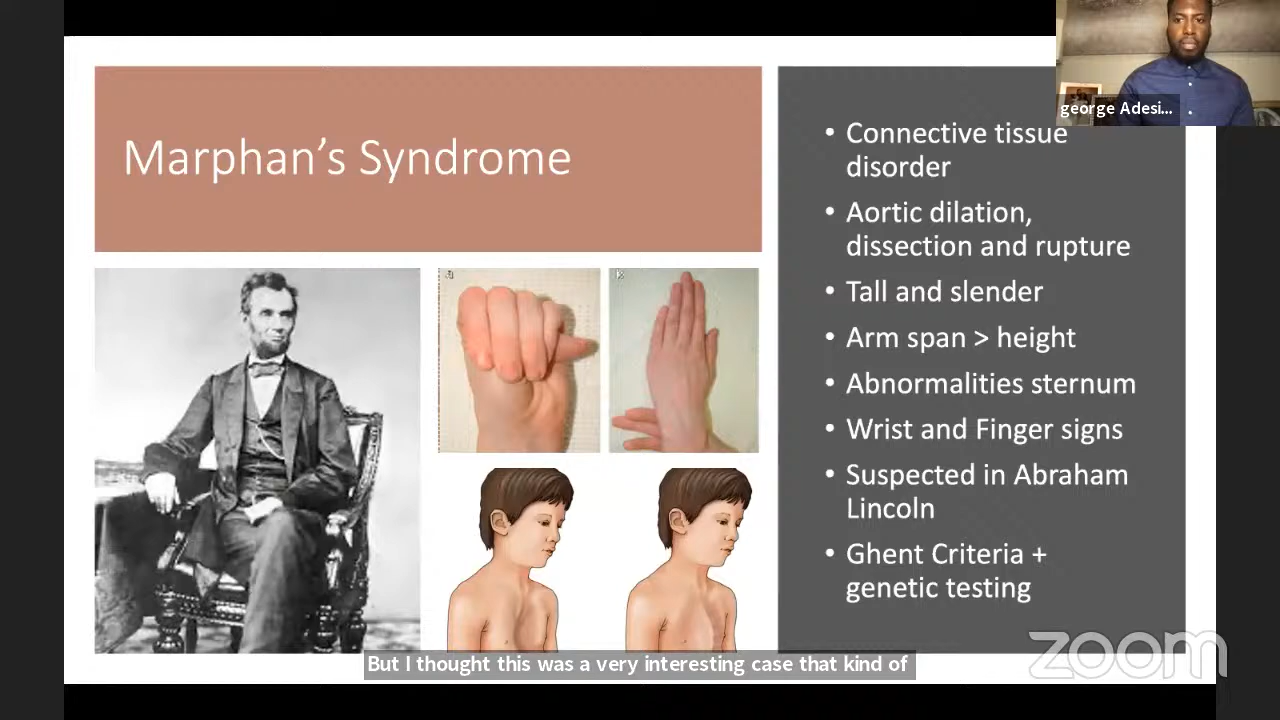 george Adesi...
Marphan's Syndrome
• Connective tissue
disorder
• Aortic dilation,
dissection and rupture
• Tall and slender
• Arm span > height
• Abnormalities sternum
• Wrist and Finger signs
• Suspected in Abraham
Lincoln
• Ghent Criteria +
genetic testing
But I thought this was a very interesting case that kind of
zoom